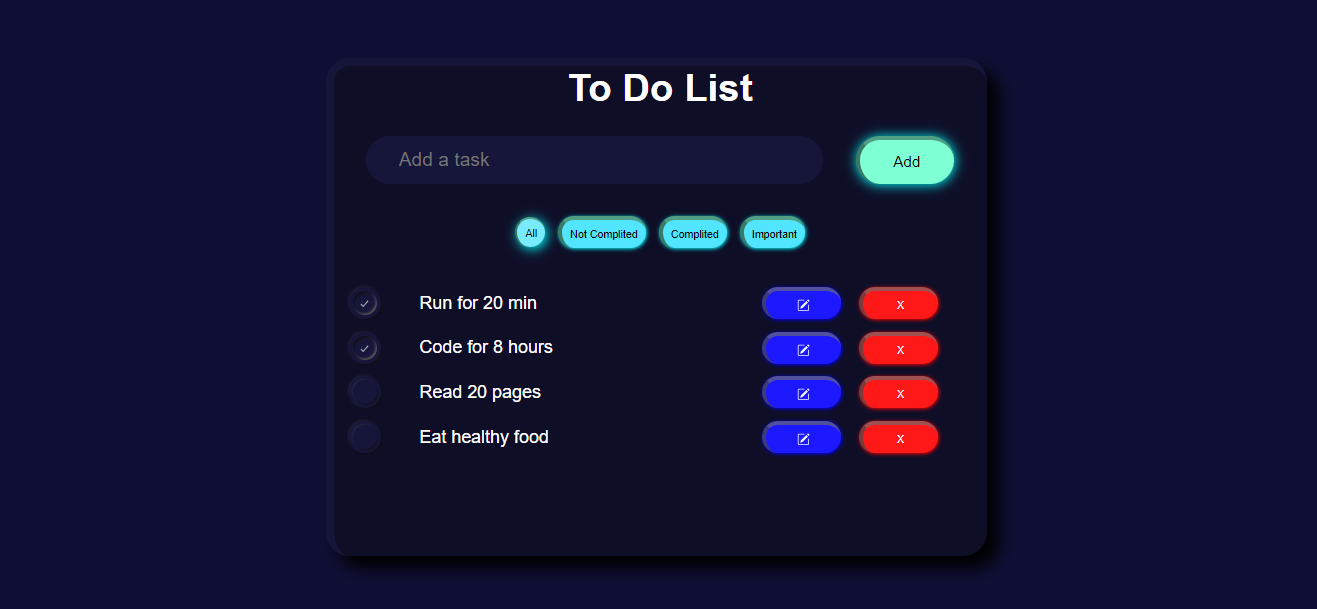 To Do List
Add a task
Add
All Not Complited Complited Important
Run for 20 min x
Code for 8 hours x
Read 20 pages x
Eat healthy food x